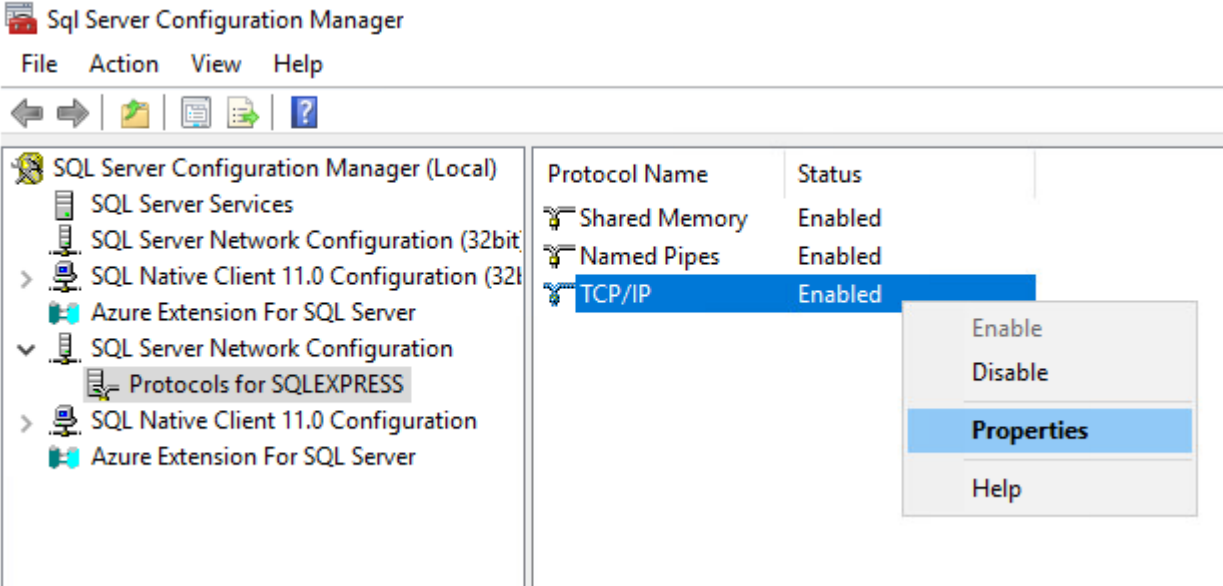 Sql Server Configuration Manager
File Action View Help
SQL Server Configuration Manager (Local)
SQL Server Services
SQL Server Network Configuration (32bit
SQL Native Client 11.0 Configuration (32b
Azure Extension For SQL Server
SQL Server Network Configuration
Protocols for SQLEXPRESS
SQL Native Client 11.0 Configuration
Azure Extension For SQL Server
Protocol Name Status
Shared Memory Enabled
Named Pipes Enabled
TCP/IP Enabled
Enable
Disable
Properties
Help